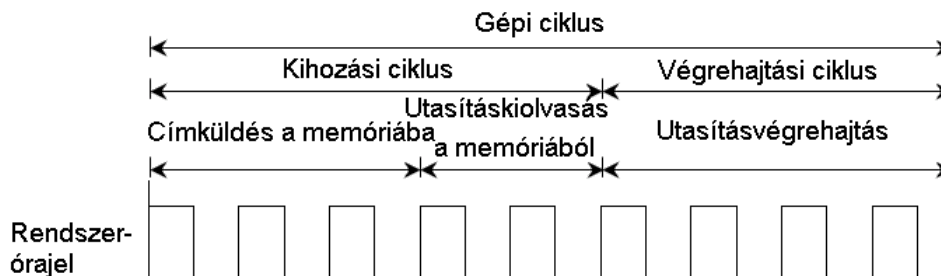 Gépi ciklus
Kihozási ciklus
Végrehajtási ciklus
Címküldés a memóriába
Utasításkiolvasás
a memóriából
Utasításvégrehajtás
Rendszer-
órajel